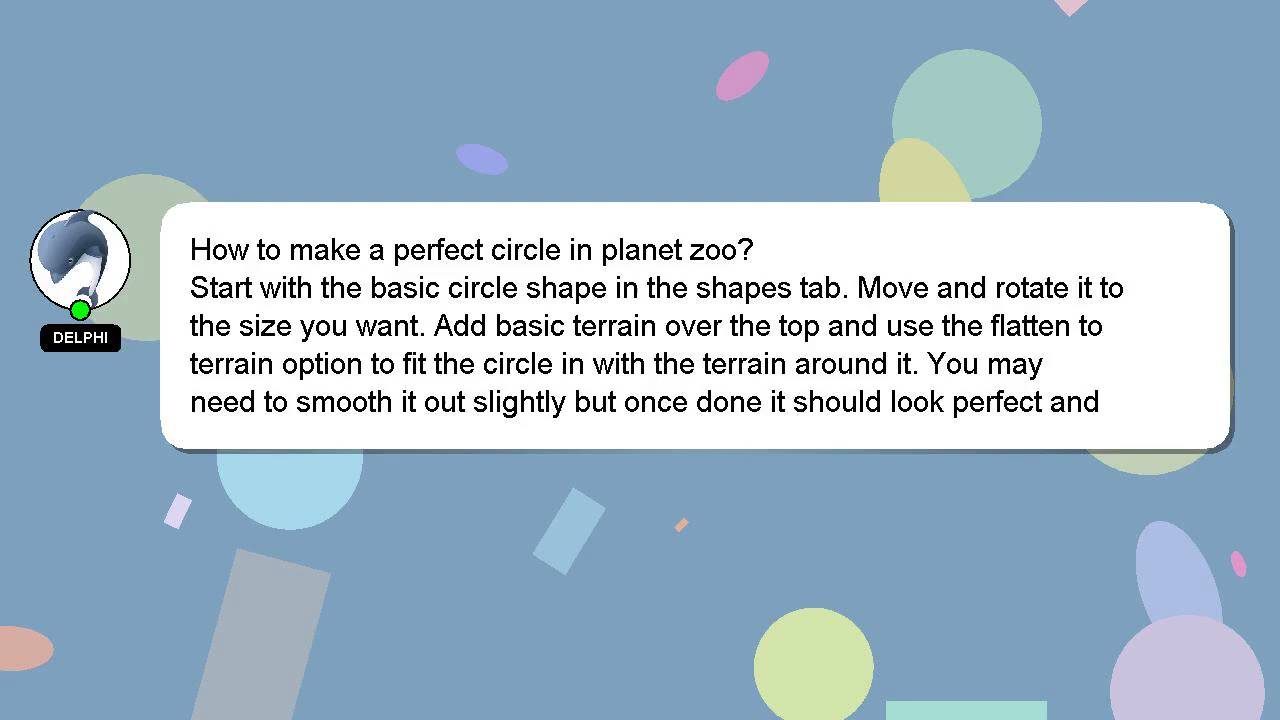 How to make a perfect circle in planet zoo?
Start with the basic circle shape in the shapes tab. Move and rotate it to
the size you want. Add basic terrain over the top and use the flatten to
terrain option to fit the circle in with the terrain around it. You may
need to smooth it out slightly but once done it should look perfect and
DELPHI